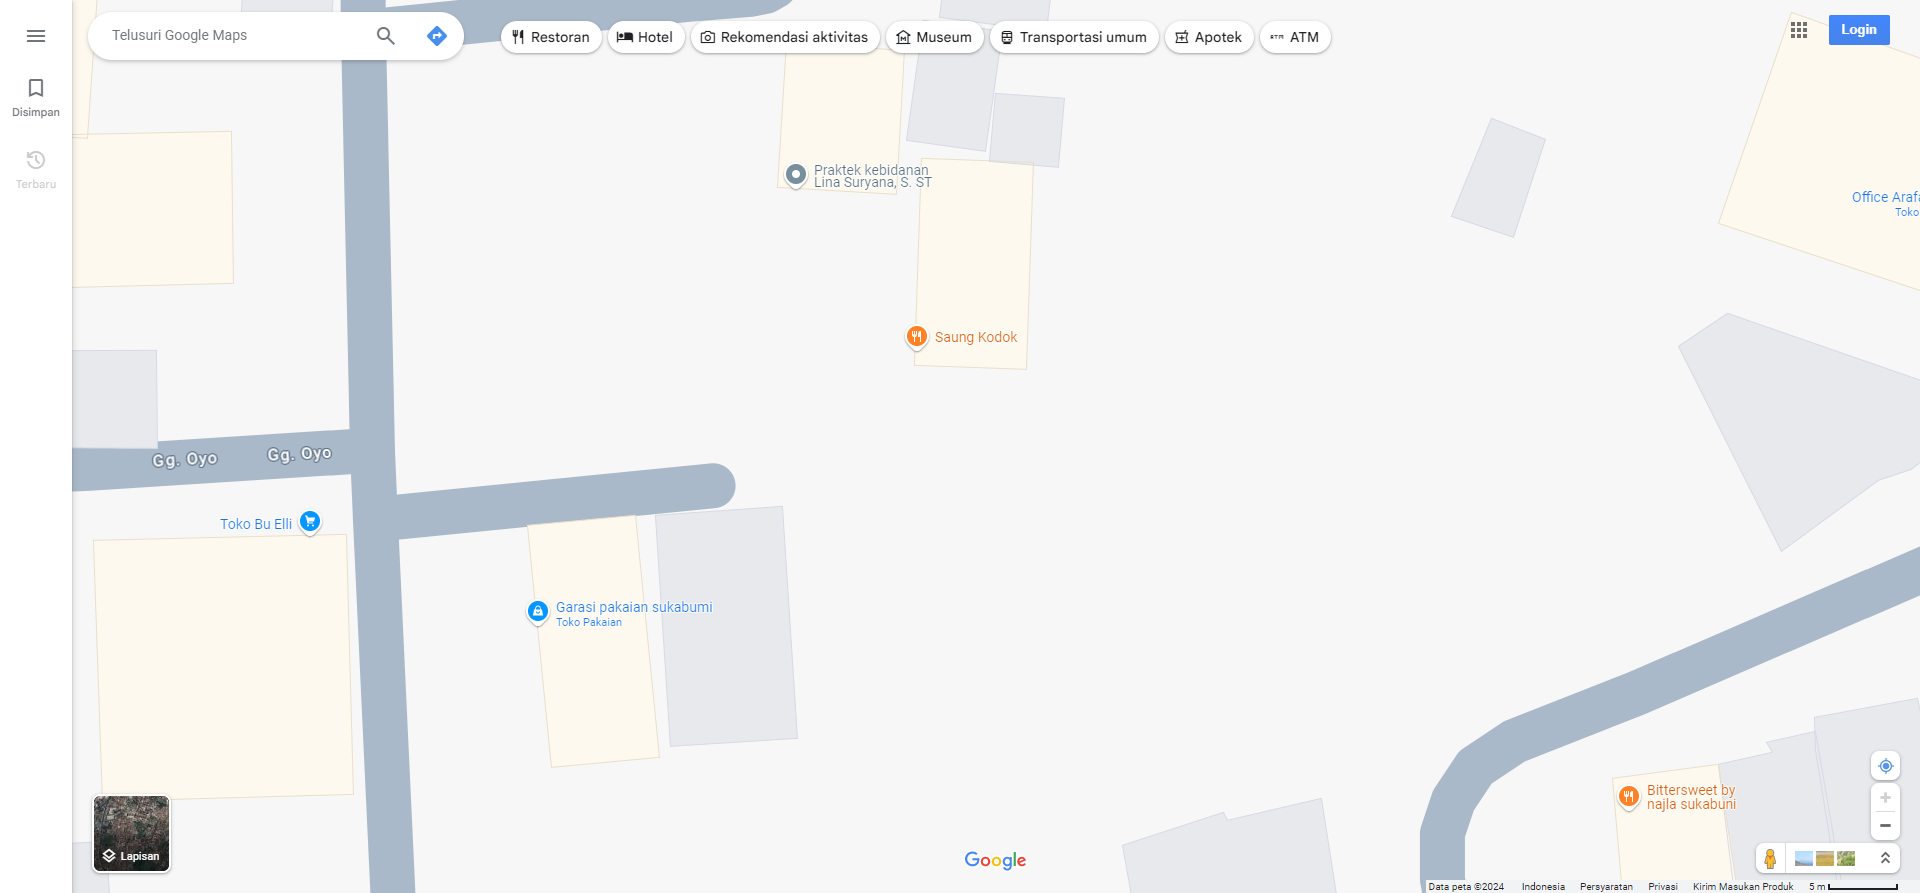 Telusuri Google Maps
Restoran
Hotel
Rekomendasi aktivitas
Museum
Transportasi umum
Apotek
ATM
Login
Disimpan
Terbaru
Praktek kebidanan
Lina Suryana, S. ST
Office Arafa
Toko
Saung Kodok
Gg. Oyo
Gg. Oyo
Toko Bu Elli
Garasi pakaian sukabumi
Toko Pakaian
Bittersweet by
najla sukabuni
Lapisan
Google
Data peta ©2024
Indonesia
Persyaratan
Privasi
Kirim Masukan Produk
5 m